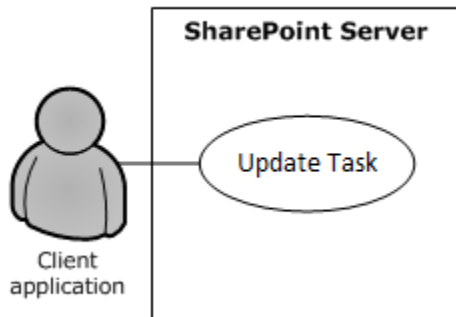 SharePoint Server
Update Task
Client
application